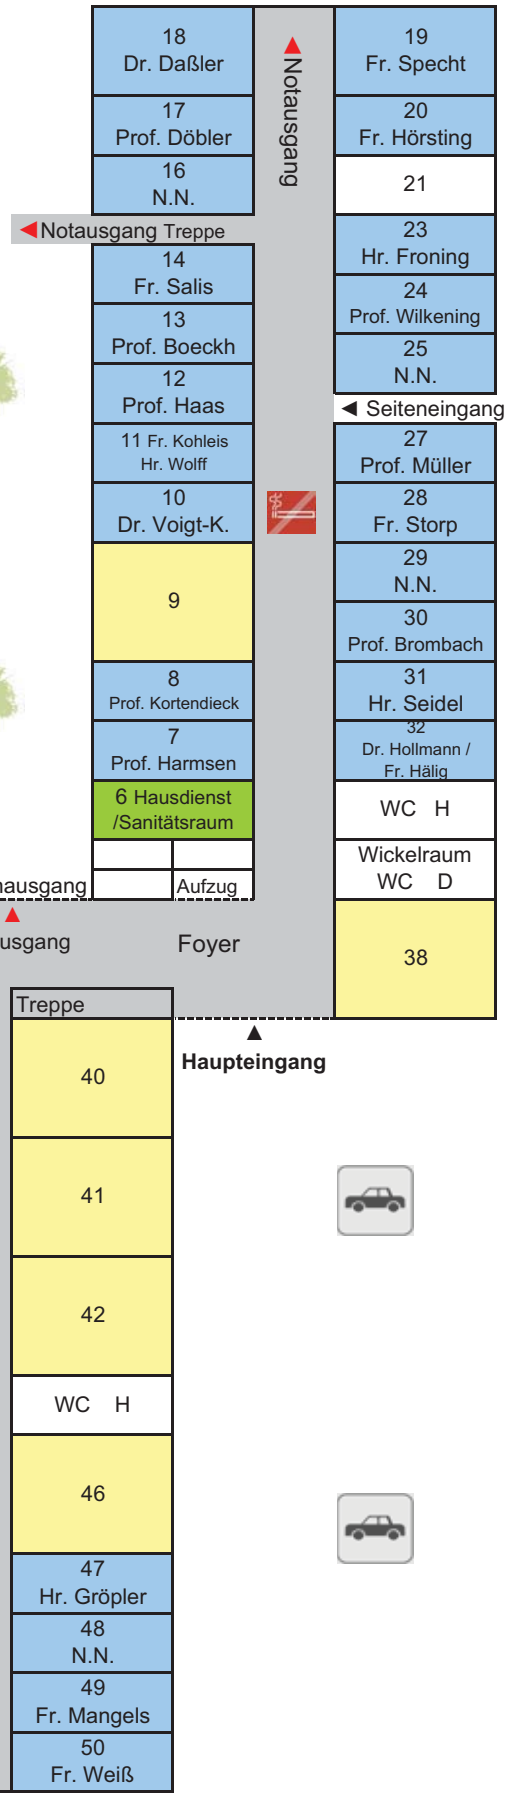 18
Dr. Daßler
17
Prof. Döbler
16
N.N.
Notausgang Treppe
14
Fr. Salis
13
Prof. Boeckh
12
Prof. Haas
11 Fr. Kohleis
Hr. Wolff
10
Dr. Voigt-K.
9
8
Prof. Kortendieck
7
Prof. Harmsen
6 Hausdienst
/Sanitätsraum
Aufzug
Notausgang
19
Fr. Specht
20
Fr. Hörsting
21
23
Hr. Froning
24
Prof. Wilkening
25
N.N.
Seiteneingang
27
Prof. Müller
28
Fr. Storp
29
N.N.
30
Prof. Brombach
31
Hr. Seidel
32
Dr. Hollmann /
Fr. Hälig
WC H
Wickelraum
WC D
38
Foyer
Haupteingang
Treppe
40
41
42
WC H
46
47
Hr. Gröpler
48
N.N.
49
Fr. Mangels
50
Fr. Weiß